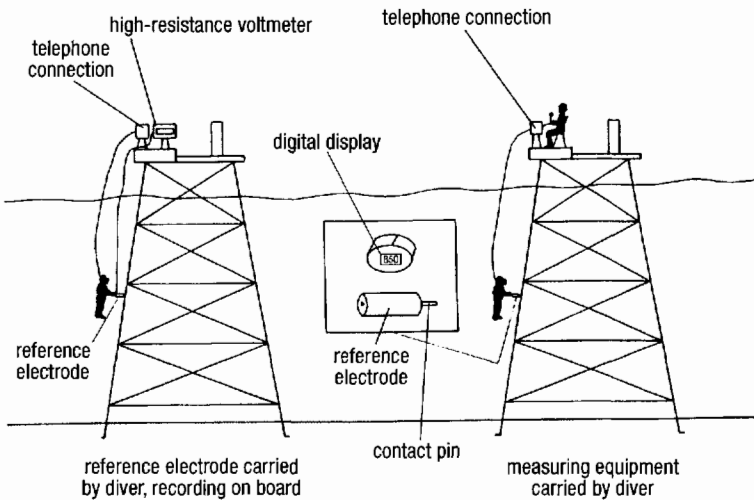 high-resistance voltmeter
telephone
connection
telephone connection
digital display
850
reference
electrode
reference
electrode
contact pin
reference electrode carried
by diver, recording on board
measuring equipment
carried by diver